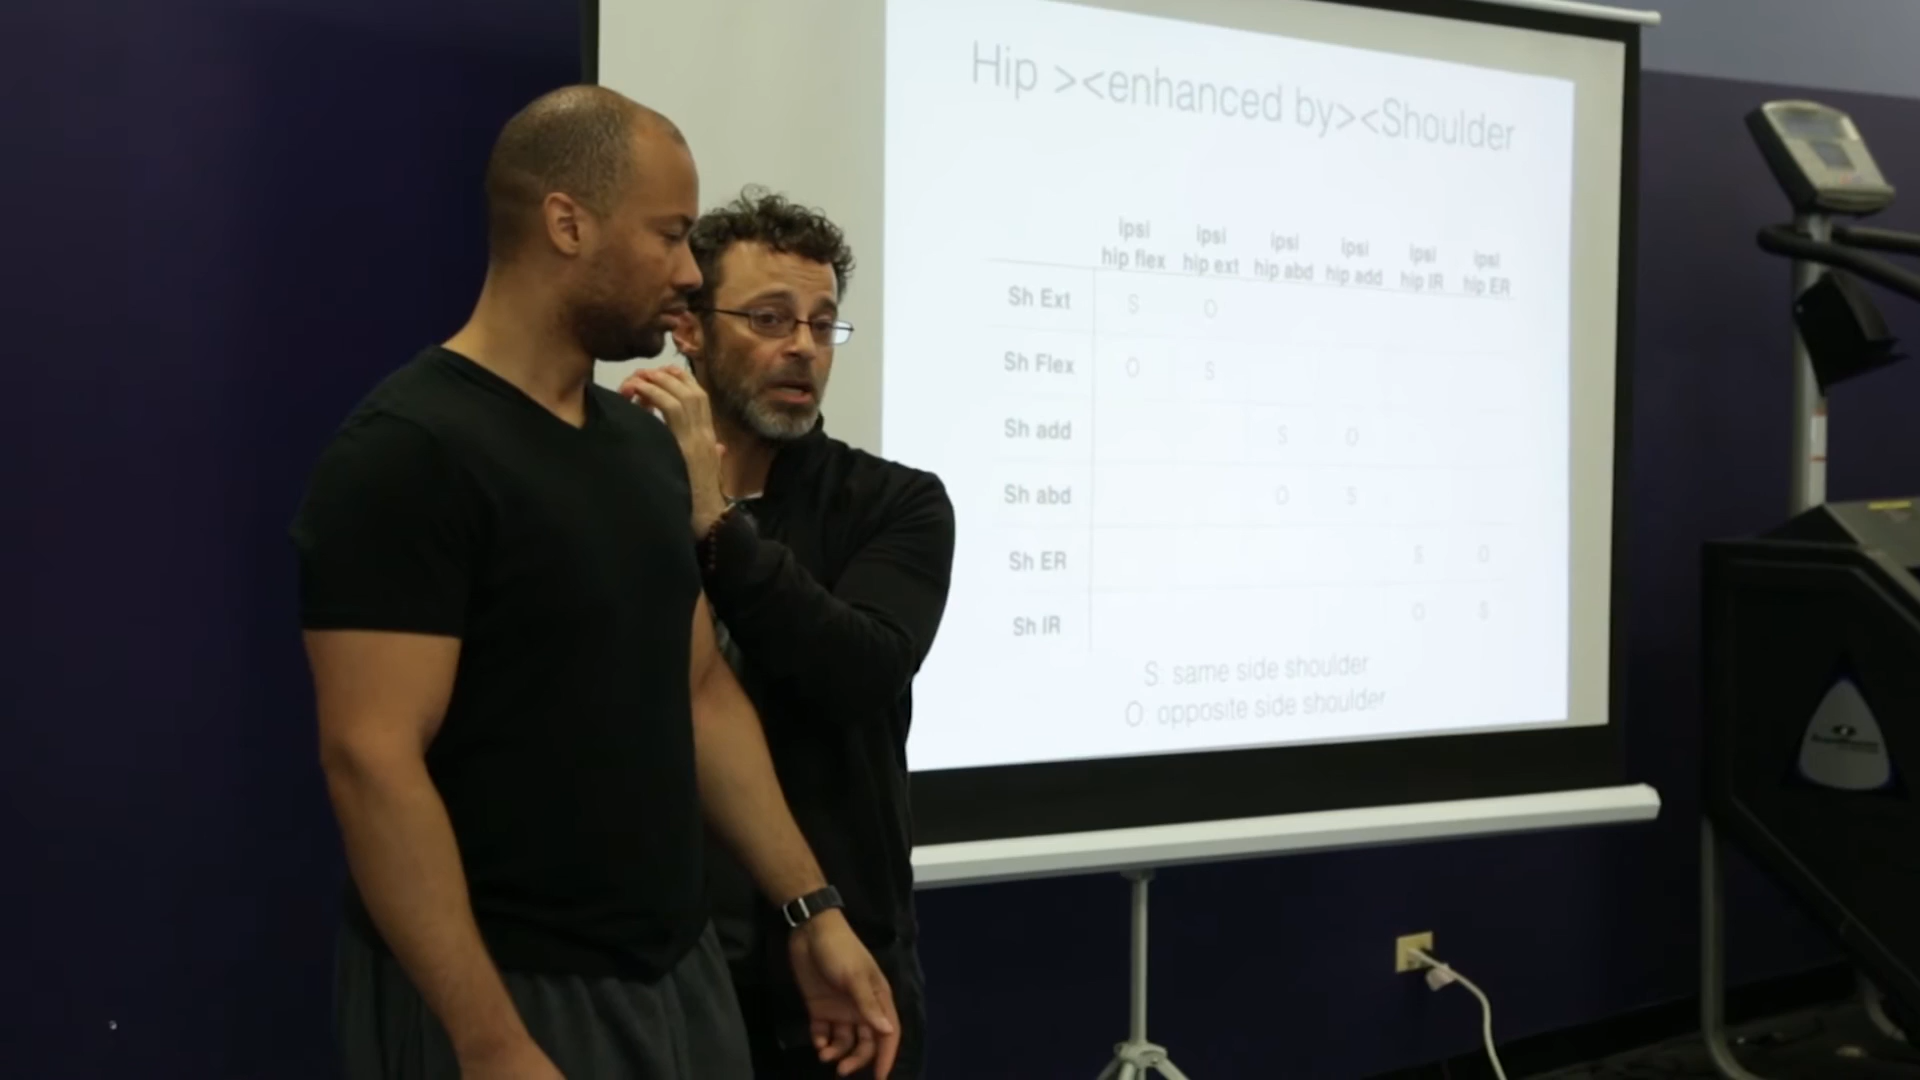 Hip ><enhanced by><Shoulder
ipsi hip flex ipsi hip ext ipsi hip abd ipsi hip add ipsi hip IR ipsi hip ER
Sh Ext S O
Sh Flex O S
Sh add S O
Sh abd O S
Sh ER S O
Sh IR O S
S: same side shoulder
O: opposite side shoulder